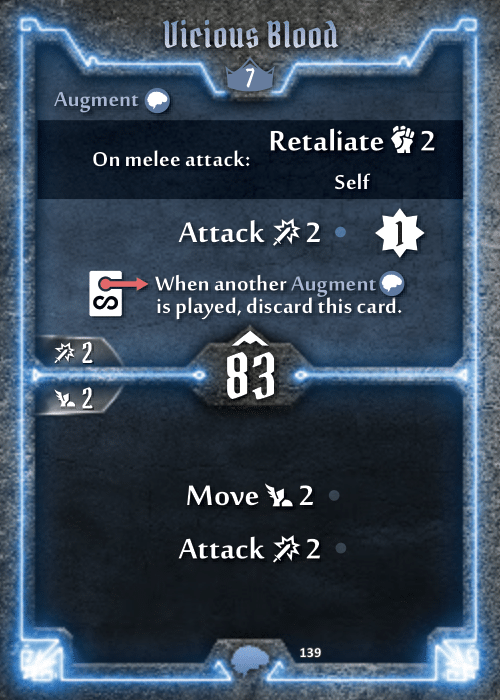 Vicious Blood
7
Augment
On melee attack:
Retaliate 2
Self
Attack 2
1
When another Augment
is played, discard this card.
2
83
2
Move 2
Attack 2
139